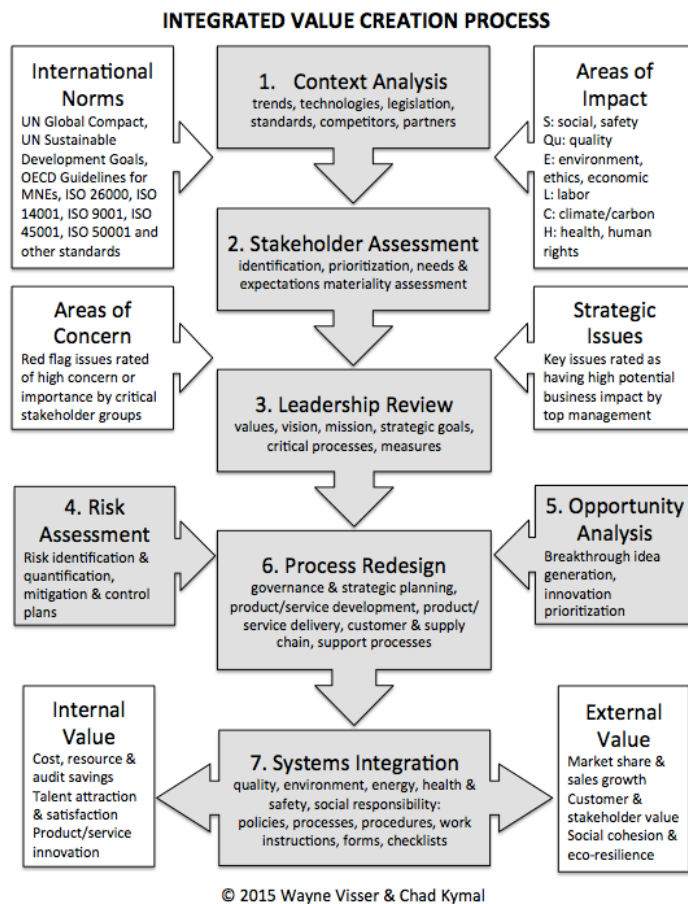 INTEGRATED VALUE CREATION PROCESS
International
Norms
UN Global Compact,
UN Sustainable
Development Goals,
OECD Guidelines for
MNEs, ISO 26000, ISO
14001, ISO 9001, ISO
45001, ISO 50001 and
other standards
1. Context Analysis
trends, technologies, legislation,
standards, competitors, partners
Areas of
Impact
S: social, safety
Qu: quality
E: environment,
ethics, economic
L: labor
C: climate/carbon
H: health, human
rights
2. Stakeholder Assessment
identification, prioritization, needs &
expectations materiality assessment
Areas of
Concern
Red flag issues rated
of high concern or
importance by critical
stakeholder groups
Strategic
Issues
Key issues rated as
having high potential
business impact by
top management
3. Leadership Review
values, vision, mission, strategic goals,
critical processes, measures
4. Risk
Assessment
Risk identification &
quantification,
mitigation & control
plans
5. Opportunity
Analysis
Breakthrough idea
generation,
innovation
prioritization
6. Process Redesign
governance & strategic planning,
product/service development, product/
service delivery, customer & supply
chain, support processes
Internal
Value
Cost, resource &
audit savings
Talent attraction
& satisfaction
Product/service
innovation
7. Systems Integration
quality, environment, energy, health &
safety, social responsibility:
policies, processes, procedures, work
instructions, forms, checklists
External
Value
Market share &
sales growth
Customer &
stakeholder value
Social cohesion &
eco-resilience
© 2015 Wayne Visser & Chad Kymal